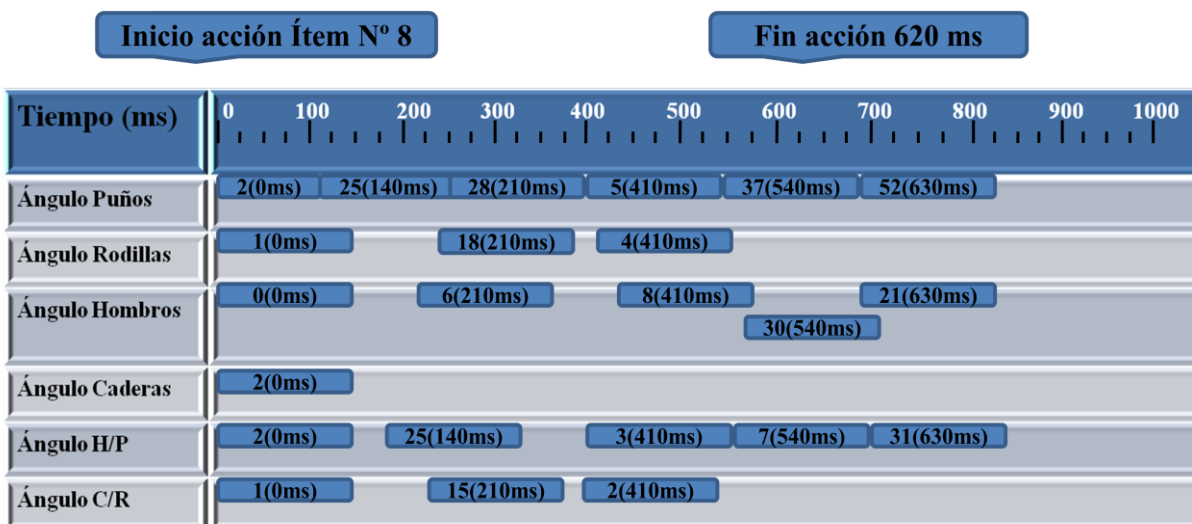 Inicio acción Ítem Nº 8
Fin acción 620 ms
Tiempo (ms) 0 100 200 300 400 500 600 700 800 900 1000
Ángulo Puños 2(0ms) 25(140ms) 28(210ms) 5(410ms) 37(540ms) 52(630ms)
Ángulo Rodillas 1(0ms) 18(210ms) 4(410ms)
Ángulo Hombros 0(0ms) 6(210ms) 8(410ms) 21(630ms)
30(540ms)
Ángulo Caderas 2(0ms)
Ángulo H/P 2(0ms) 25(140ms) 3(410ms) 7(540ms) 31(630ms)
Ángulo C/R 1(0ms) 15(210ms) 2(410ms)